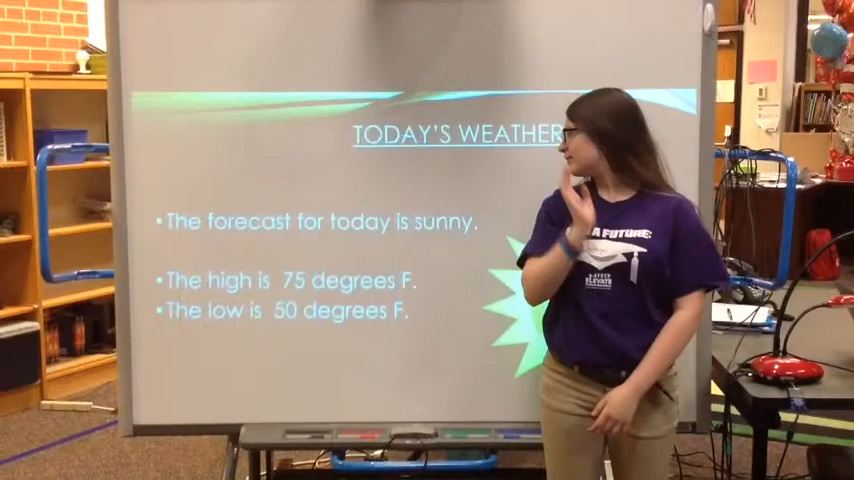 TODAY'S WEATHER
• The forecast for today is sunny.
• The high is 75 degrees F.
• The low is 50 degrees F.
A FUTURE:
ELEVATE